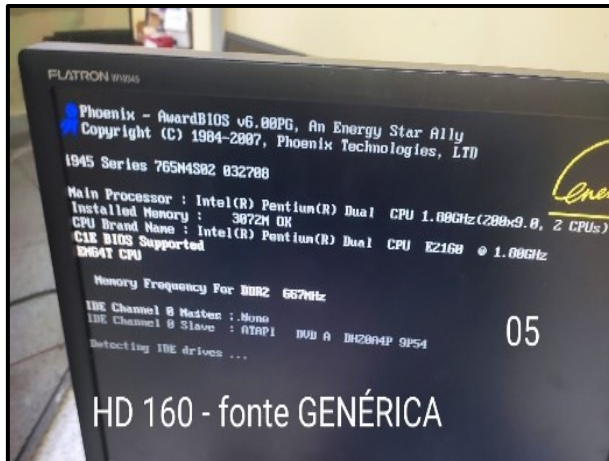 FLATRON W1934S
Phoenix - AwardBIOS v6.00PG, An Energy Star Ally
Copyright (C) 1984-2007, Phoenix Technologies, LTD
i945 Series 765N4S02 032708
Main Processor : Intel(R) Pentium(R) Dual  CPU 1.80GHz(200x9.0, 2 CPUs)
Installed Memory :    3072M OK
CPU Brand Name : Intel(R) Pentium(R) Dual  CPU  E2160  @ 1.80GHz
C1E BIOS Supported
EM64T CPU
Memory Frequency For DDR2  667MHz
IDE Channel 0 Master : None
IDE Channel 0 Slave  : ATAPI   DVD A  DH20A4P 9P54
Detecting IDE drives ...
05
HD 160 - fonte GENÉRICA